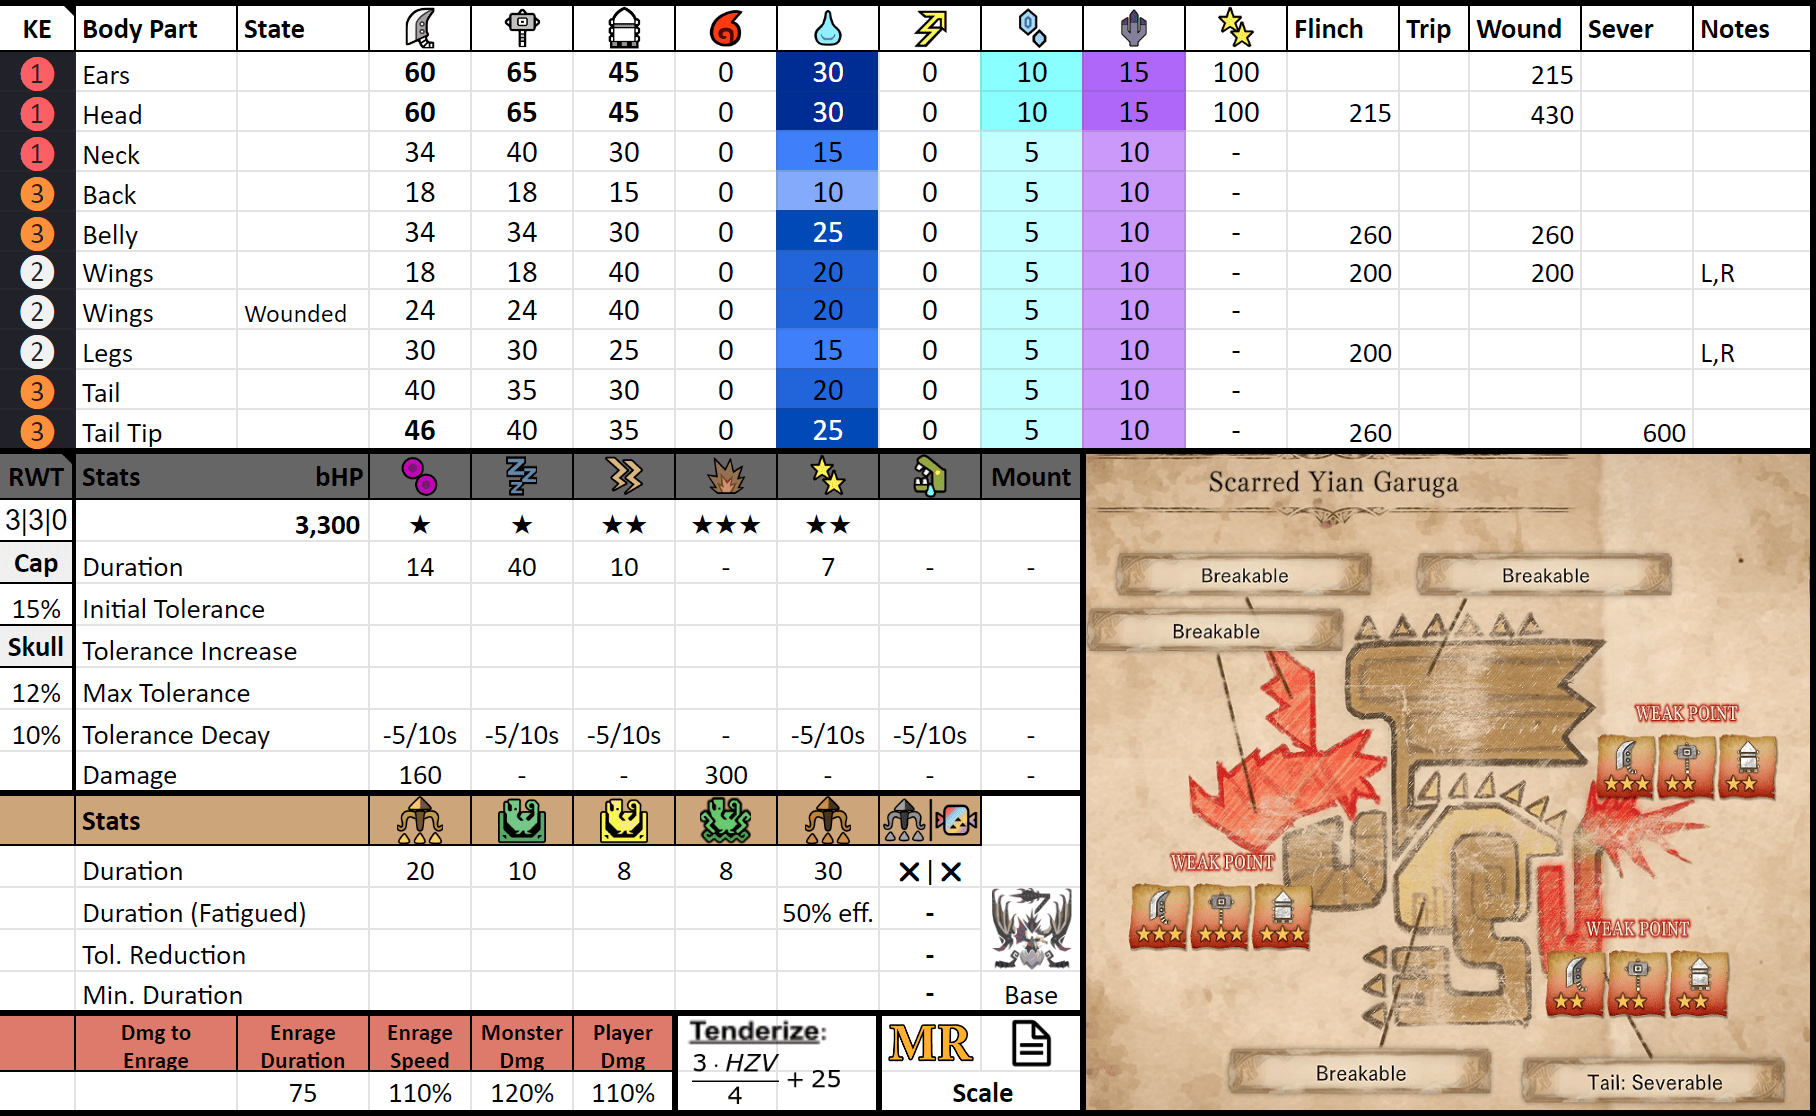 KE Body Part State Flinch Trip Wound Sever Notes
1 Ears 60 65 45 0 30 0 10 15 100 215
1 Head 60 65 45 0 30 0 10 15 100 215 430
1 Neck 34 40 30 0 15 0 5 10 -
3 Back 18 18 15 0 10 0 5 10 -
3 Belly 34 34 30 0 25 0 5 10 - 260 260
2 Wings 18 18 40 0 20 0 5 10 - 200 200 L,R
2 Wings Wounded 24 24 40 0 20 0 5 10 -
2 Legs 30 30 25 0 15 0 5 10 - 200 L,R
3 Tail 40 35 30 0 20 0 5 10 -
3 Tail Tip 46 40 35 0 25 0 5 10 - 260 600
RWT Stats bHP Mount
3|3|0 3,300 ★ ★ ★★ ★★★ ★★
Cap Duration 14 40 10 - 7 - -
15% Initial Tolerance
Skull Tolerance Increase
12% Max Tolerance
10% Tolerance Decay -5/10s -5/10s -5/10s - -5/10s -5/10s -
Damage 160 - - 300 - - -
Stats
Duration 20 10 8 8 30 ✕|✕
Duration (Fatigued) 50% eff. -
Tol. Reduction -
Min. Duration - Base
Dmg to Enrage Enrage Duration Enrage Speed Monster Dmg Player Dmg
75 110% 120% 110%
Tenderize:
3 · HZV
4
+ 25
MR
Scale
Scarred Yian Garuga
Breakable
Breakable
Breakable
WEAK POINT
WEAK POINT
WEAK POINT
Breakable
Tail: Severable